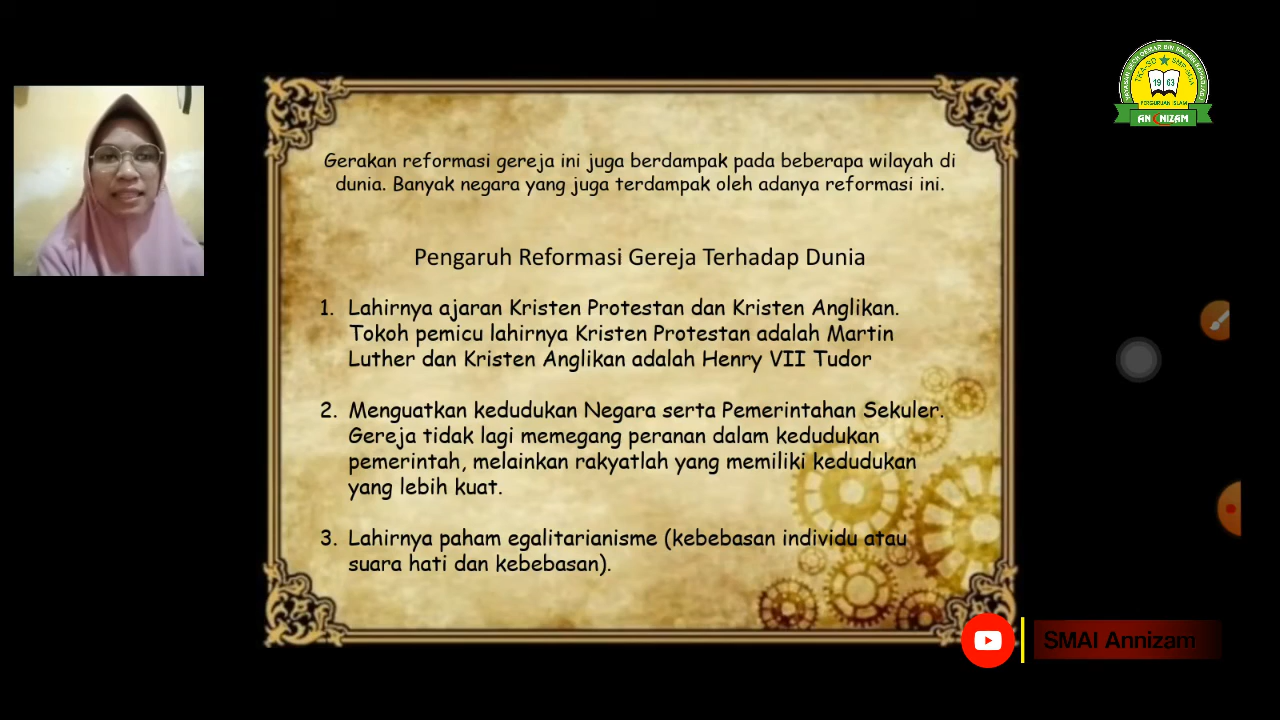 Gerakan reformasi gereja ini juga berdampak pada beberapa wilayah di
dunia. Banyak negara yang juga terdampak oleh adanya reformasi ini.
Pengaruh Reformasi Gereja Terhadap Dunia
1. Lahirnya ajaran Kristen Protestan dan Kristen Anglikan.
Tokoh pemicu lahirnya Kristen Protestan adalah Martin
Luther dan Kristen Anglikan adalah Henry VII Tudor
2. Menguatkan kedudukan Negara serta Pemerintahan Sekuler.
Gereja tidak lagi memegang peranan dalam kedudukan
pemerintah, melainkan rakyatlah yang memiliki kedudukan
yang lebih kuat.
3. Lahirnya paham egalitarianisme (kebebasan individu atau
suara hati dan kebebasan).
19 63
PERGURUAN ISLAM
AN NIZAM
SMAI Annizam